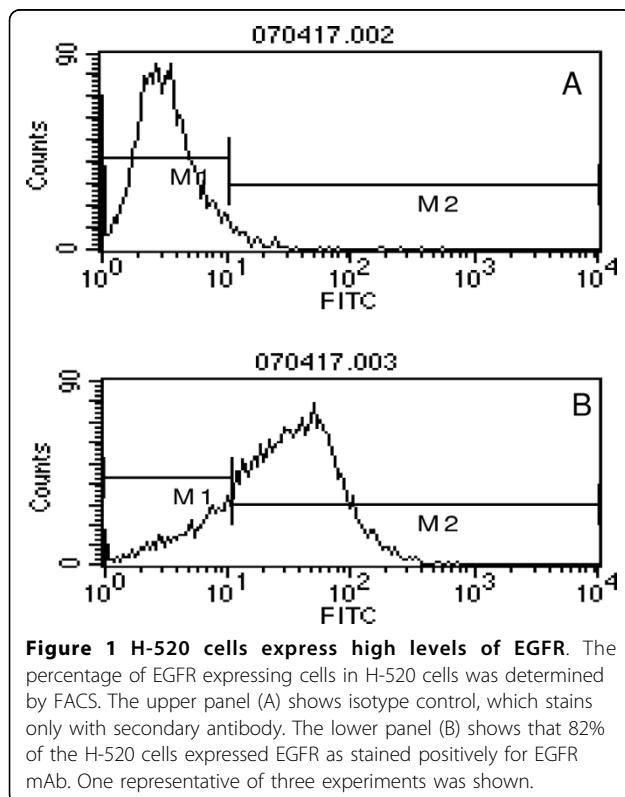 070417.002
90
Counts
0
A
M1
M2
10^0 10^1 10^2 10^3 10^4
FITC
070417.003
90
Counts
0
B
M1
M2
10^0 10^1 10^2 10^3 10^4
FITC
Figure 1 H-520 cells express high levels of EGFR. The
percentage of EGFR expressing cells in H-520 cells was determined
by FACS. The upper panel (A) shows isotype control, which stains
only with secondary antibody. The lower panel (B) shows that 82%
of the H-520 cells expressed EGFR as stained positively for EGFR
mAb. One representative of three experiments was shown.